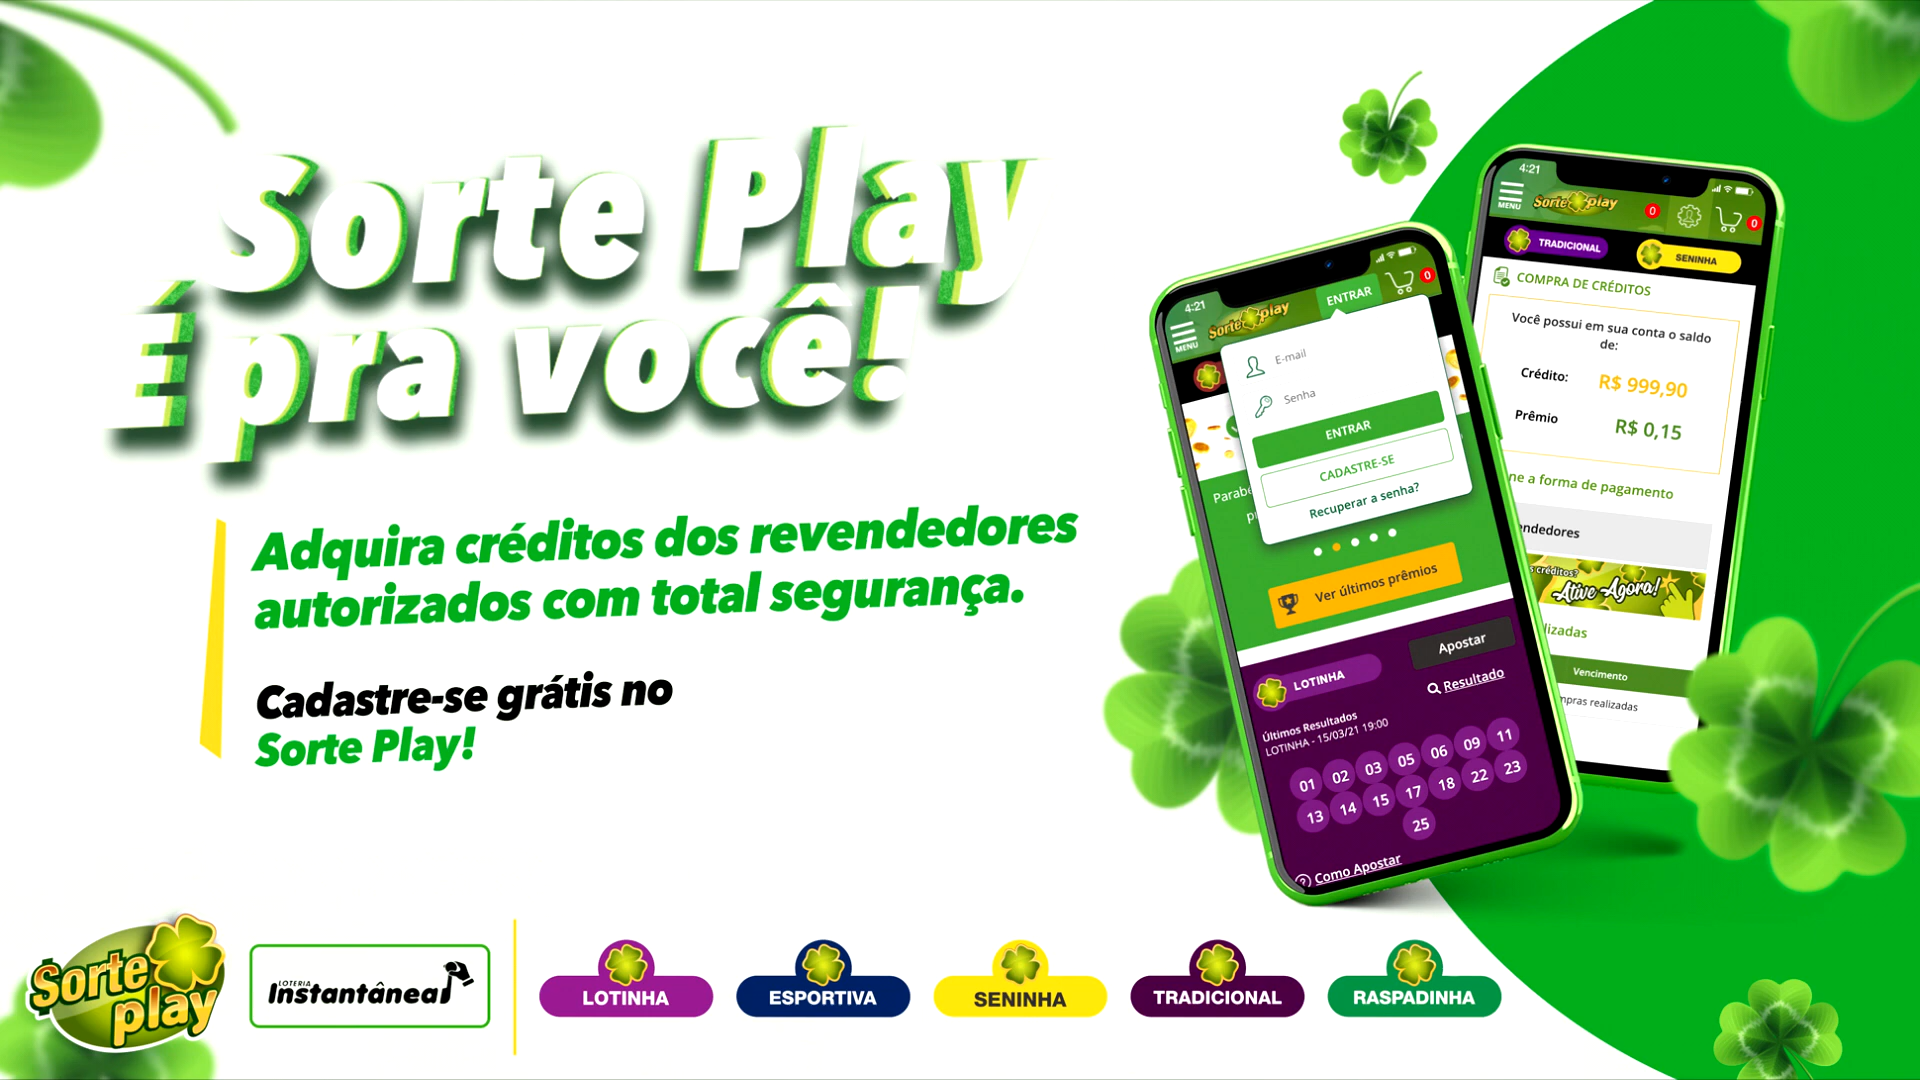 Sorte Play
É pra você!
Adquira créditos dos revendedores
autorizados com total segurança.
Cadastre-se grátis no
Sorte Play!
4:21
MENU
Sorte play
ENTRAR
0
E-mail
Senha
ENTRAR
CADASTRE-SE
Recuperar a senha?
Ver últimos prêmios
LOTINHA
Apostar
Resultado
Últimos Resultados
LOTINHA - 15/03/21 19:00
01 02 03 05 06 09 11
13 14 15 17 18 22 23
25
Como Apostar
4:21
MENU
Sorte play
0
0
TRADICIONAL
SENINHA
COMPRA DE CRÉDITOS
Você possui em sua conta o saldo
de:
Crédito: R$ 999,90
Prêmio R$ 0,15
a forma de pagamento
créditos?
Ative Agora!
Vencimento
realizadas
Sorte
play
LOTERIA
Instantânea
LOTINHA
ESPORTIVA
SENINHA
TRADICIONAL
RASPADINHA